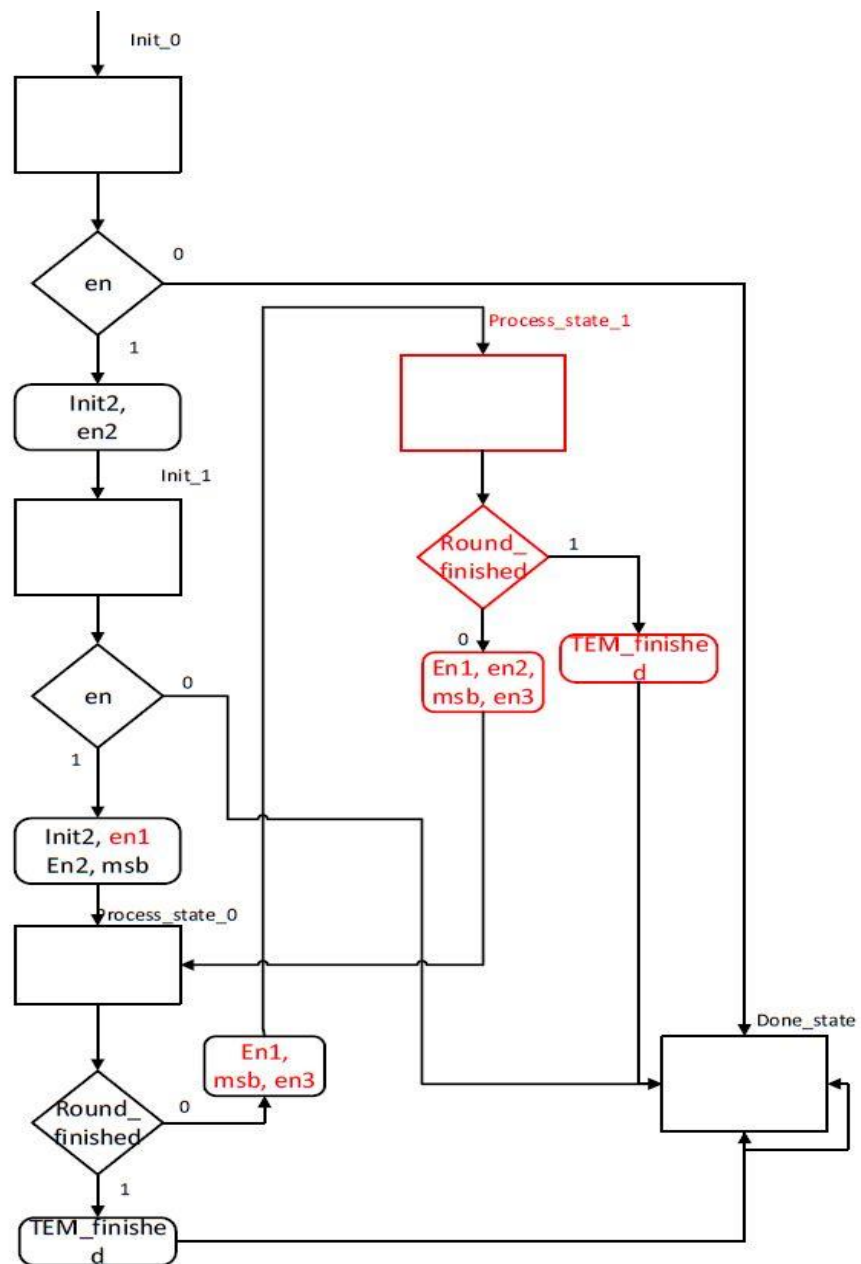 Init_0
0
en
1
Init2,
en2
Init_1
en
0
1
Init2, en1
En2, msb
Process_state_0
En1,
msb, en3
Round_
finished
0
1
TEM_finishe
d
Process_state_1
Round_
finished
1
0
En1, en2,
msb, en3
TEM_finishe
d
Done_state